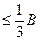 ≤ 1/3 B